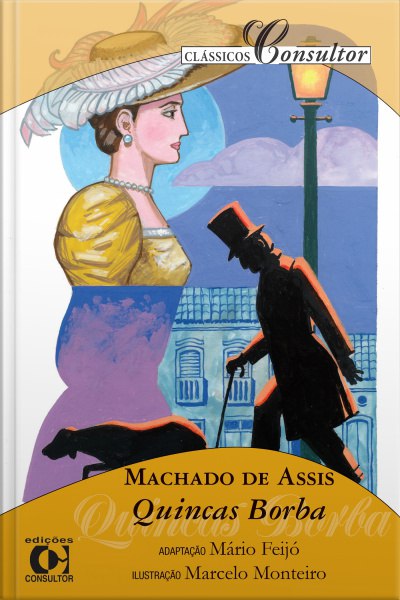 CLÁSSICOS Consultor
MACHADO DE ASSIS
Quincas Borba
Quincas Borba
ADAPTAÇÃO Mário Feijó
ILUSTRAÇÃO Marcelo Monteiro
edições
CONSULTOR